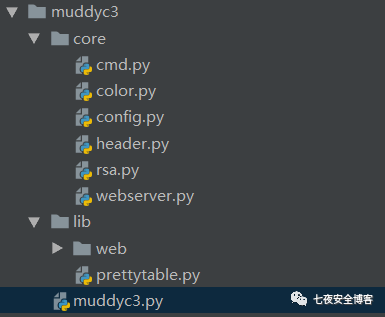 muddyc3
core
cmd.py
color.py
config.py
header.py
rsa.py
webserver.py
lib
web
prettytable.py
muddyc3.py
七夜安全博客